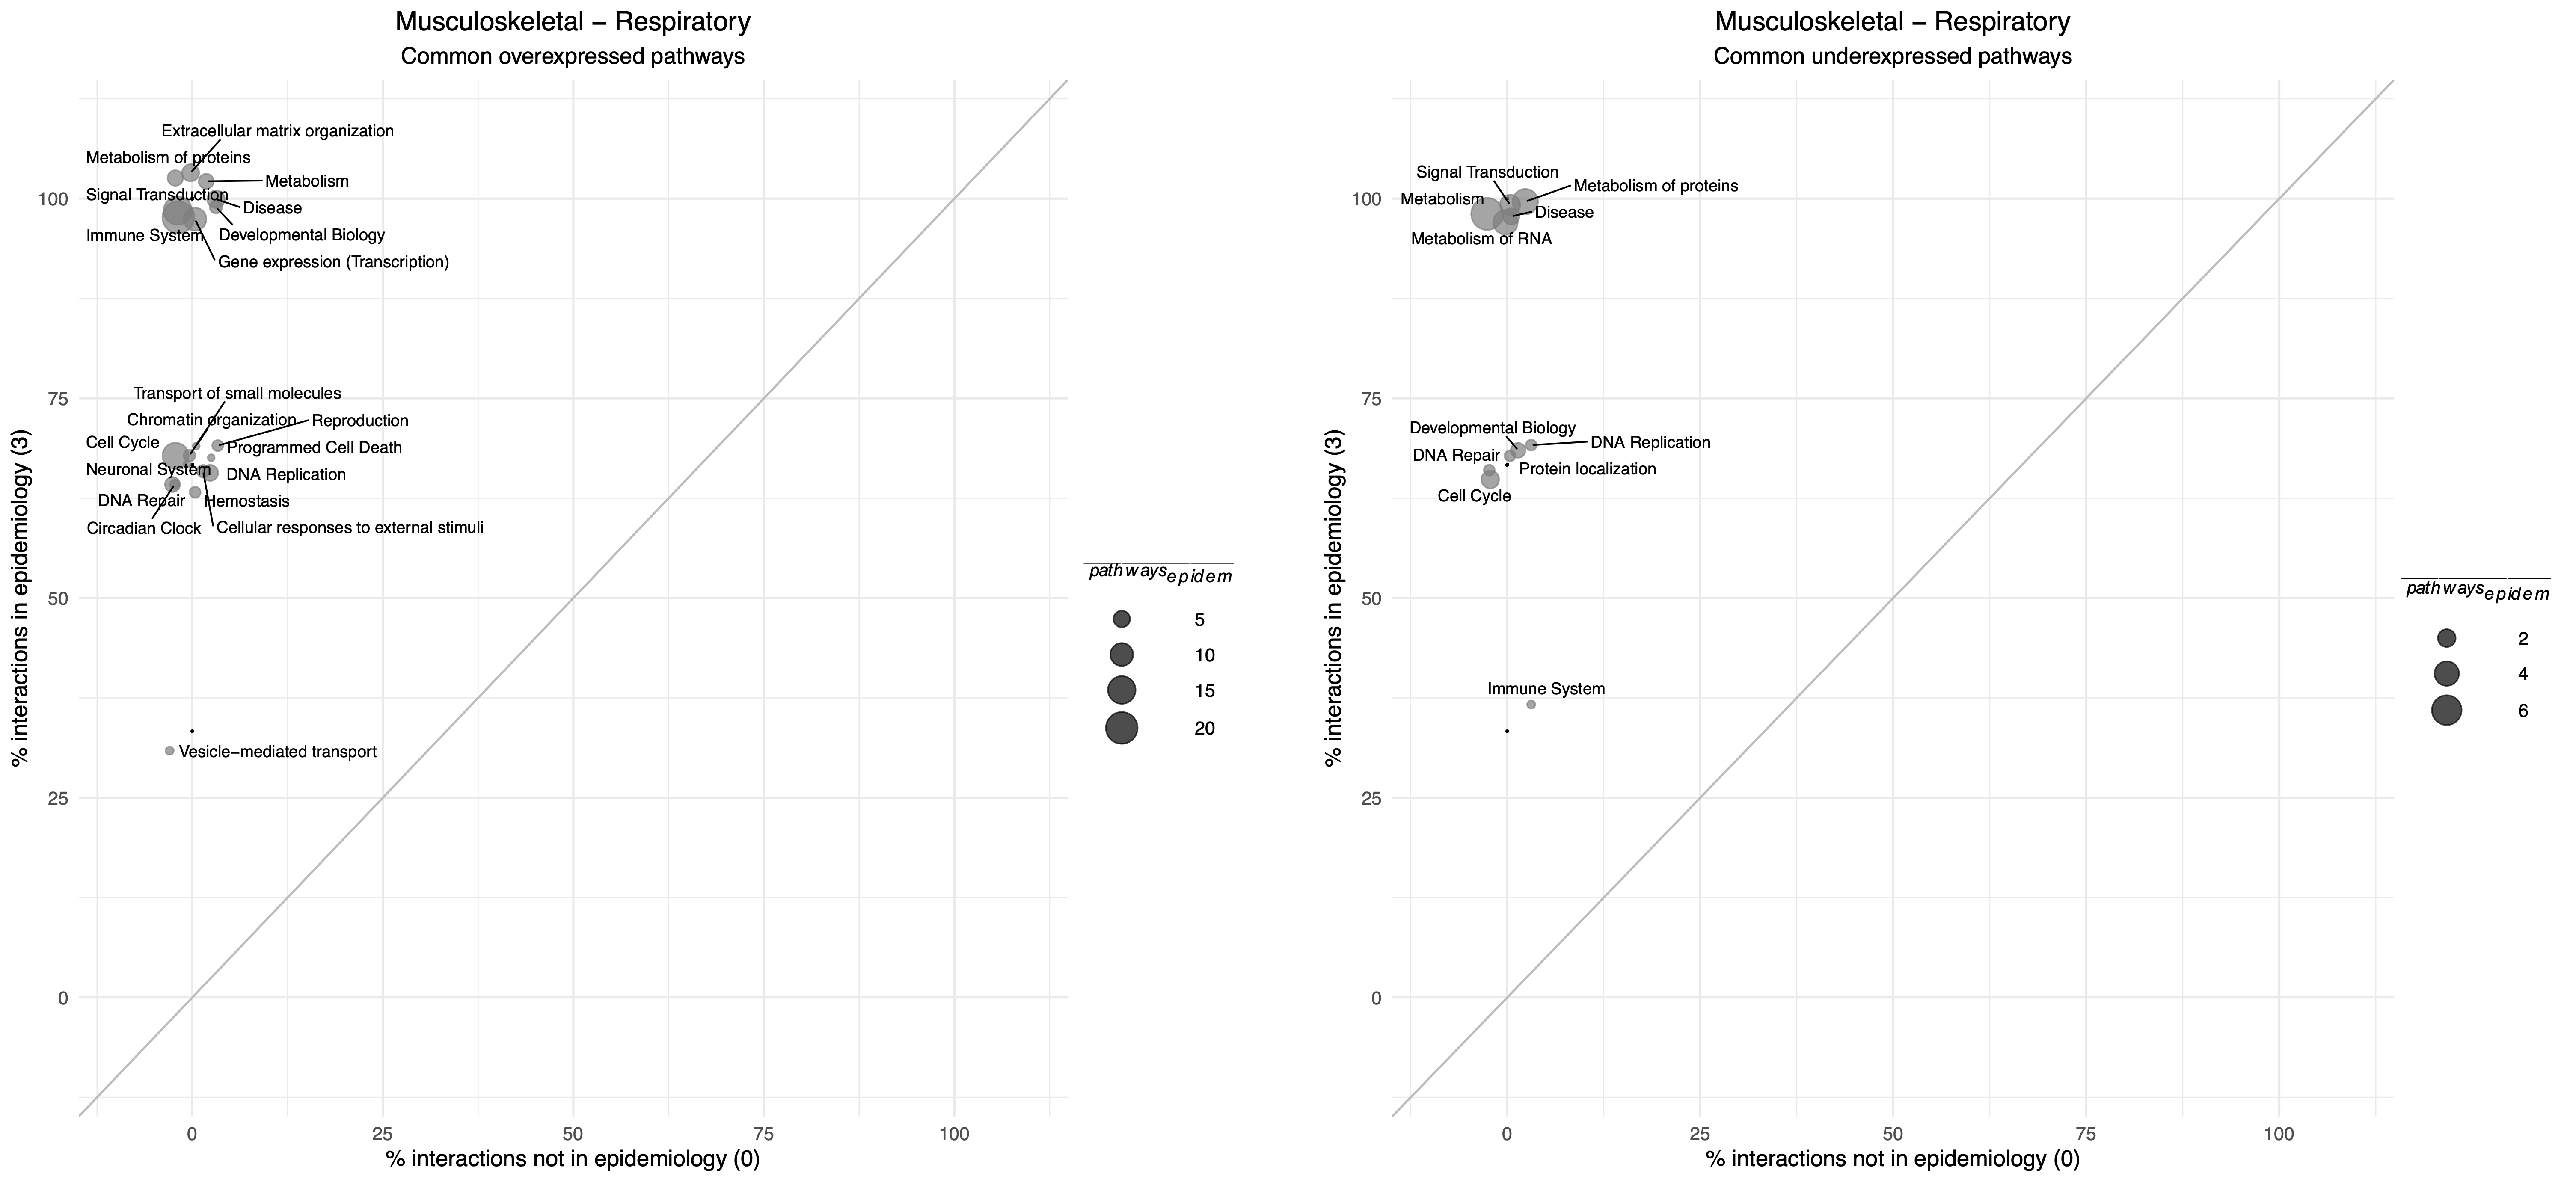 Musculoskeletal – Respiratory
Common overexpressed pathways
% interactions in epidemiology (3)
Extracellular matrix organization
Metabolism of proteins
Metabolism
Signal Transduction
Disease
Immune System
Developmental Biology
Gene expression (Transcription)
Transport of small molecules
Chromatin organization
Reproduction
Cell Cycle
Programmed Cell Death
Neuronal System
DNA Replication
DNA Repair
Hemostasis
Circadian Clock
Cellular responses to external stimuli
Vesicle–mediated transport
100
75
50
25
0
0 25 50 75 100
% interactions not in epidemiology (0)
pathways epidem
5
10
15
20
Musculoskeletal – Respiratory
Common underexpressed pathways
% interactions in epidemiology (3)
Signal Transduction
Metabolism of proteins
Metabolism
Disease
Metabolism of RNA
Developmental Biology
DNA Replication
DNA Repair
Protein localization
Cell Cycle
Immune System
100
75
50
25
0
0 25 50 75 100
% interactions not in epidemiology (0)
pathways epidem
2
4
6